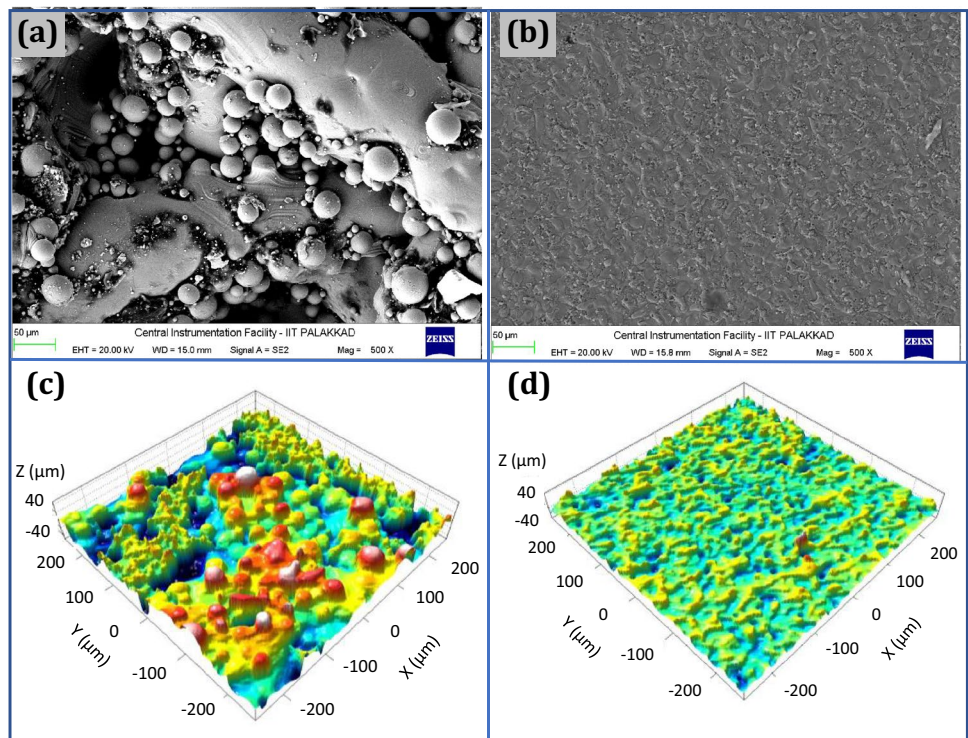 (a)
50 µm
Central Instrumentation Facility - IIT PALAKKAD
EHT = 20.00 kV WD = 15.0 mm Signal A = SE2 Mag = 500 X
ZEISS
(b)
50 µm
Central Instrumentation Facility - IIT PALAKKAD
EHT = 20.00 kV WD = 15.8 mm Signal A = SE2 Mag = 500 X
ZEISS
(c)
Z (µm)
40
-40
200
100
0
-100
-200
Y (µm)
200
100
0
-100
-200
X (µm)
(d)
Z (µm)
40
-40
200
100
0
-100
-200
Y (µm)
200
100
0
-100
-200
X (µm)